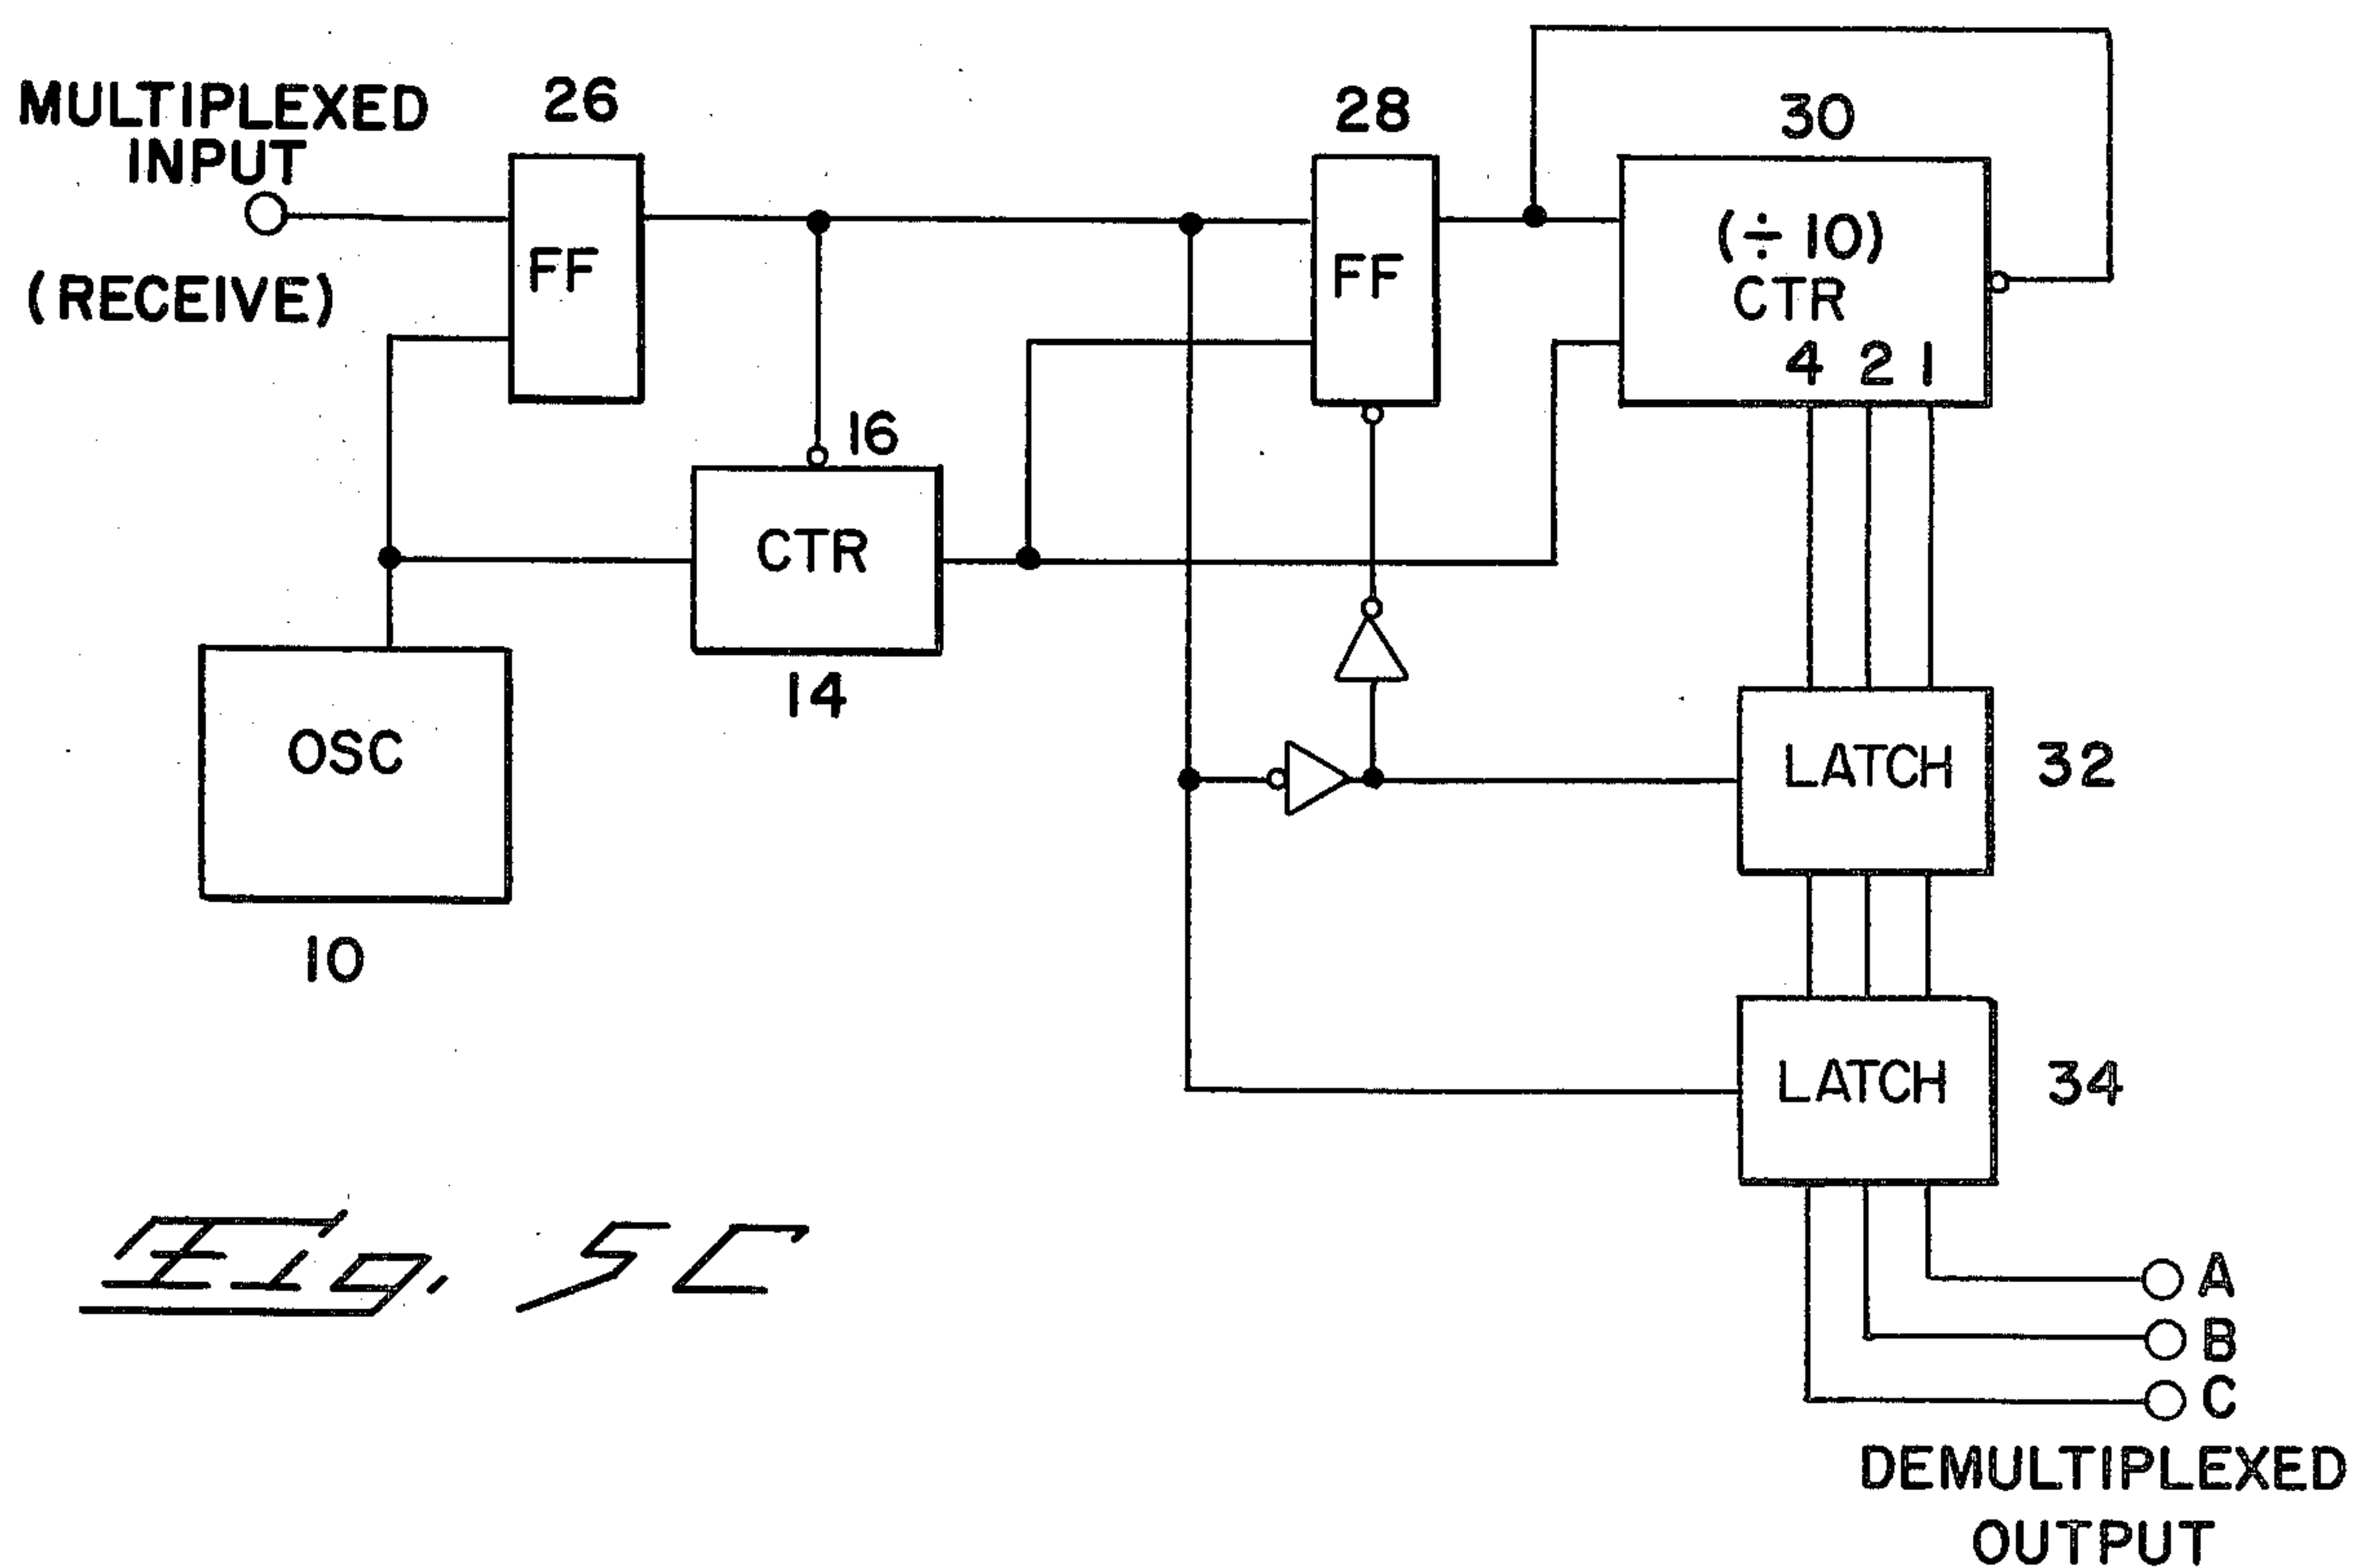 MULTIPLEXED
INPUT
(RECEIVE)
26
FF
28
FF
30
(÷10)
CTR
4 2 1
16
CTR
14
OSC
10
LATCH
32
LATCH
34
A
B
C
DEMULTIPLEXED
OUTPUT
Fig. 5C